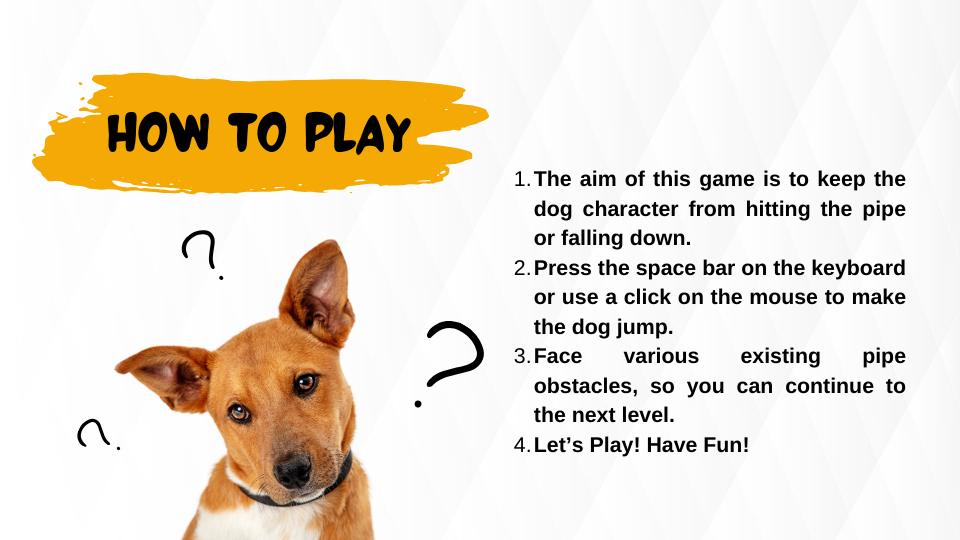 HOW TO PLAY
1. The aim of this game is to keep the
dog character from hitting the pipe
or falling down.
2. Press the space bar on the keyboard
or use a click on the mouse to make
the dog jump.
3. Face various existing pipe
obstacles, so you can continue to
the next level.
4. Let’s Play! Have Fun!
? 
?
?